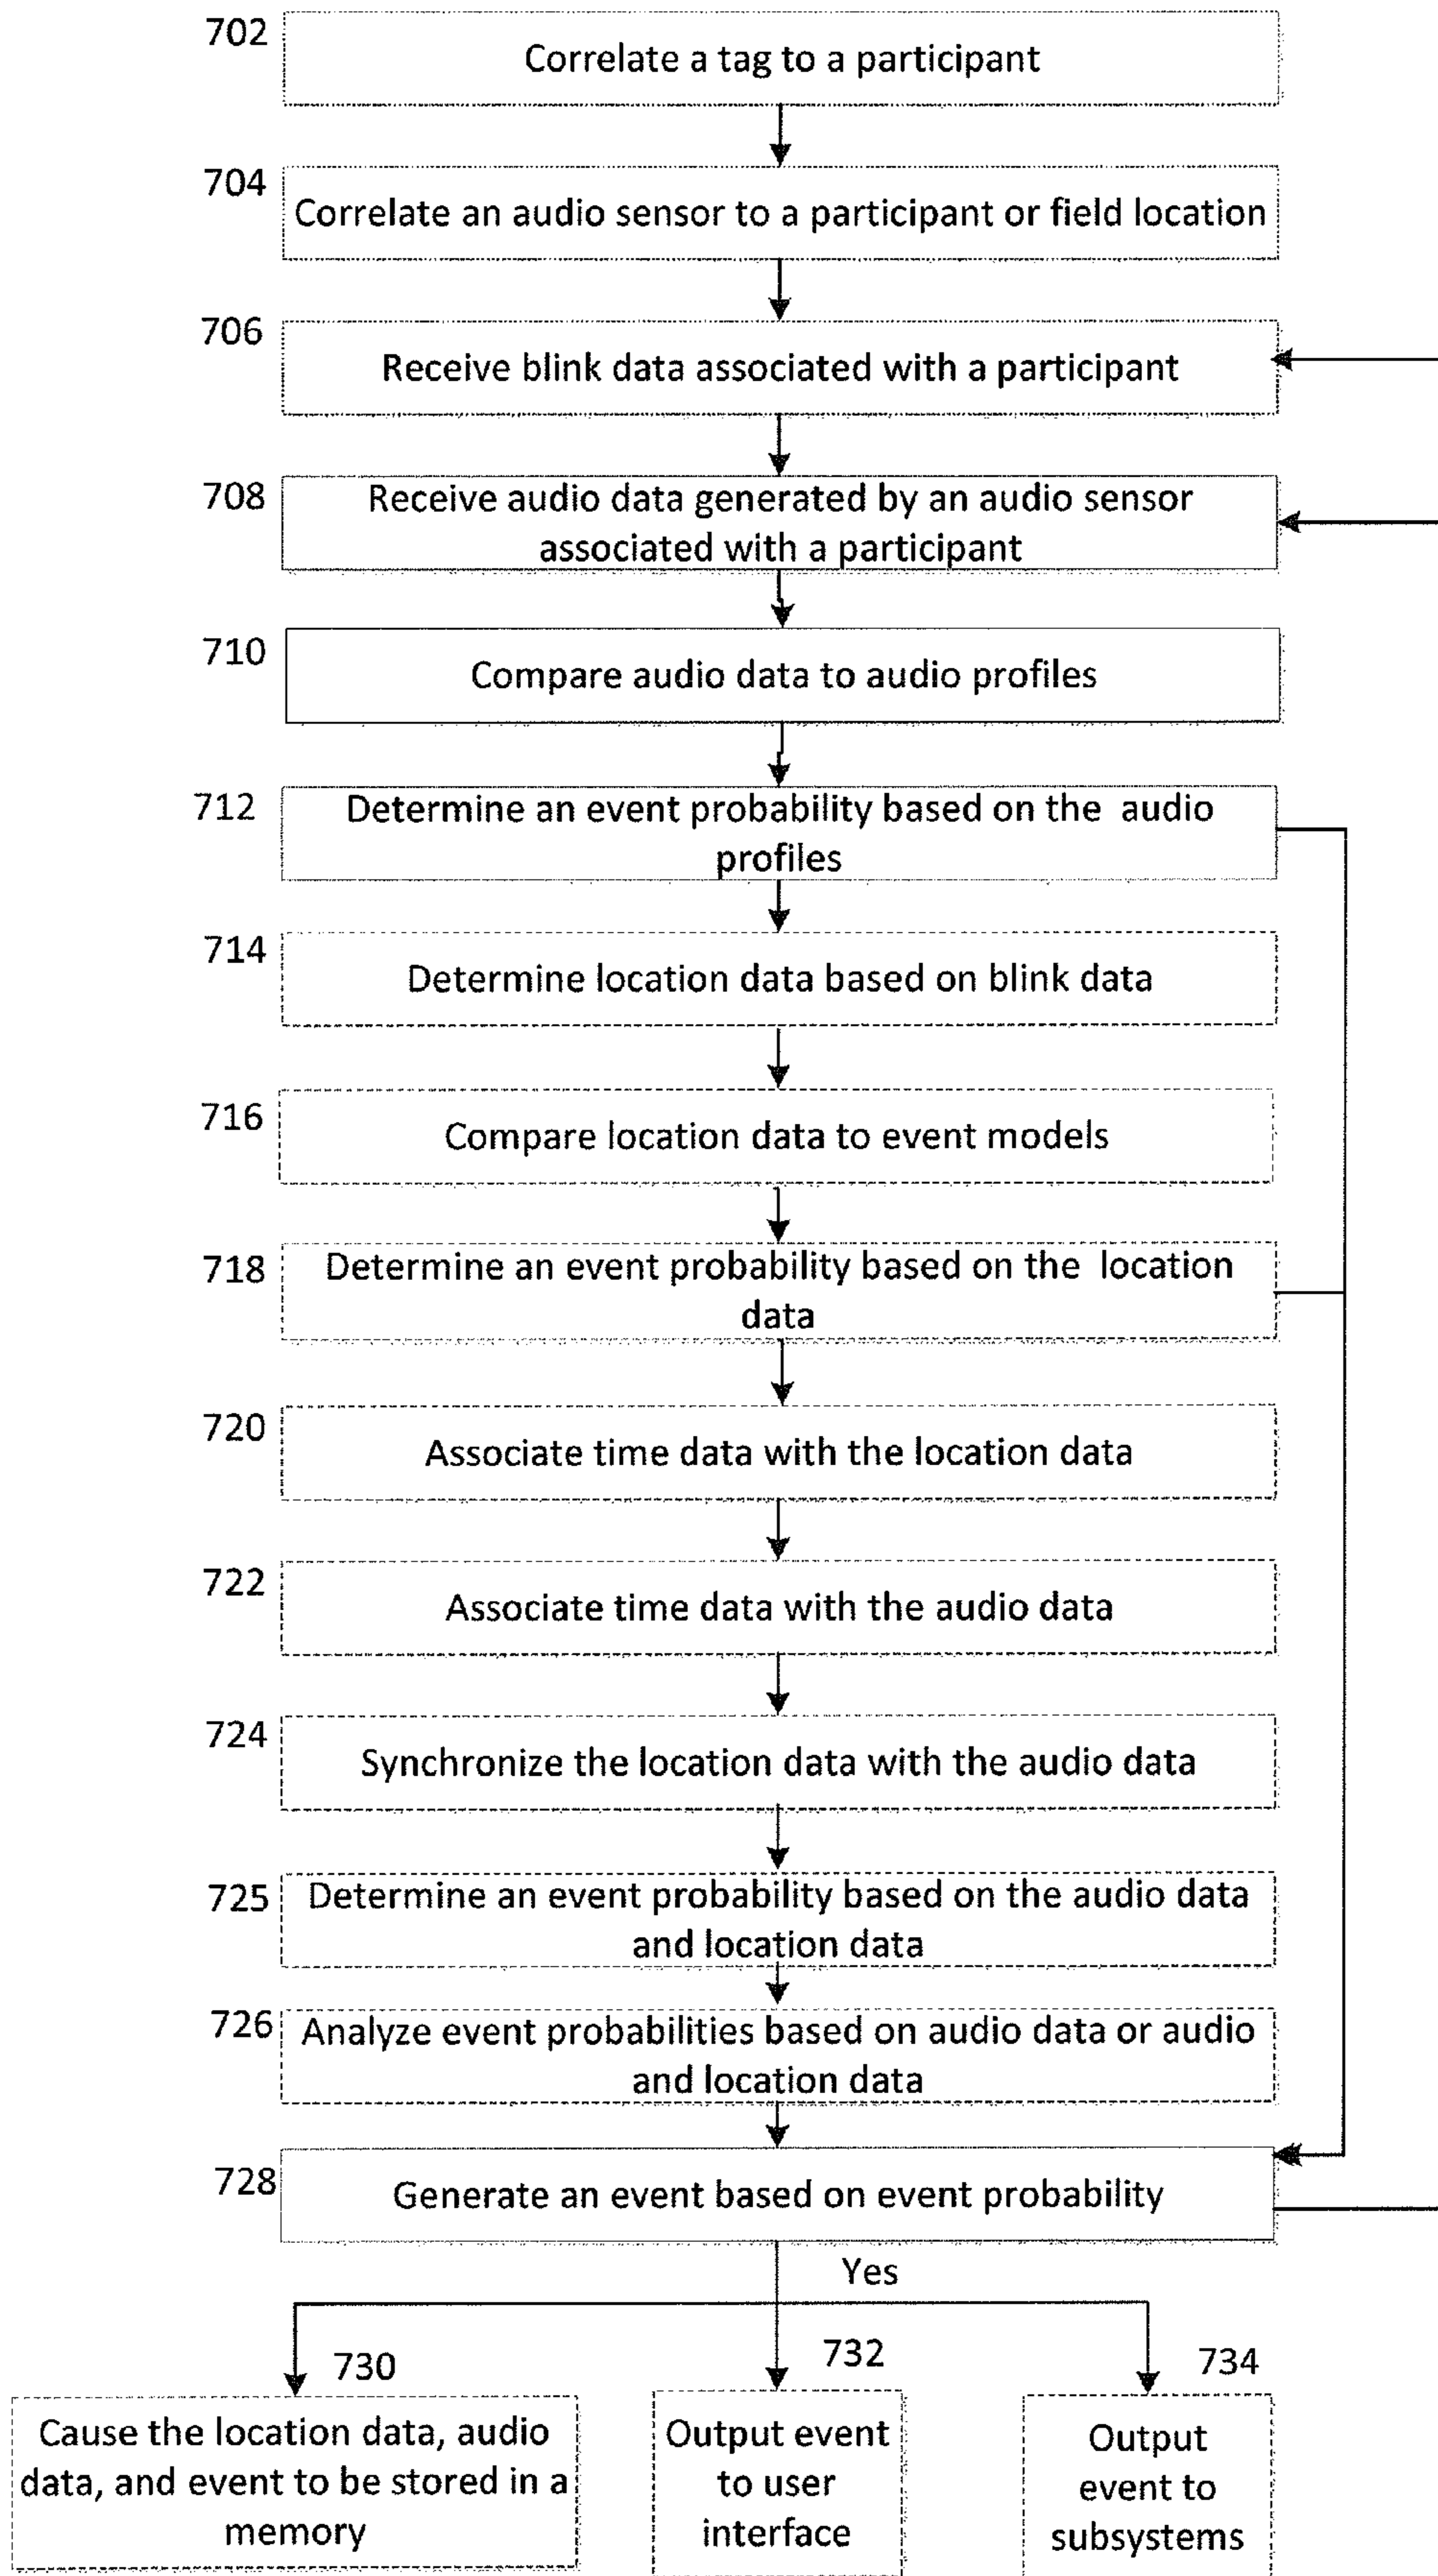 702
Correlate a tag to a participant
704
Correlate an audio sensor to a participant or field location
706
Receive blink data associated with a participant
708
Receive audio data generated by an audio sensor
associated with a participant
710
Compare audio data to audio profiles
712
Determine an event probability based on the audio
profiles
714
Determine location data based on blink data
716
Compare location data to event models
718
Determine an event probability based on the location
data
720
Associate time data with the location data
722
Associate time data with the audio data
724
Synchronize the location data with the audio data
725
Determine an event probability based on the audio data
and location data
726
Analyze event probabilities based on audio data or audio
and location data
728
Generate an event based on event probability
Yes
730
Cause the location data, audio
data, and event to be stored in a
memory
732
Output event
to user
interface
734
Output
event to
subsystems